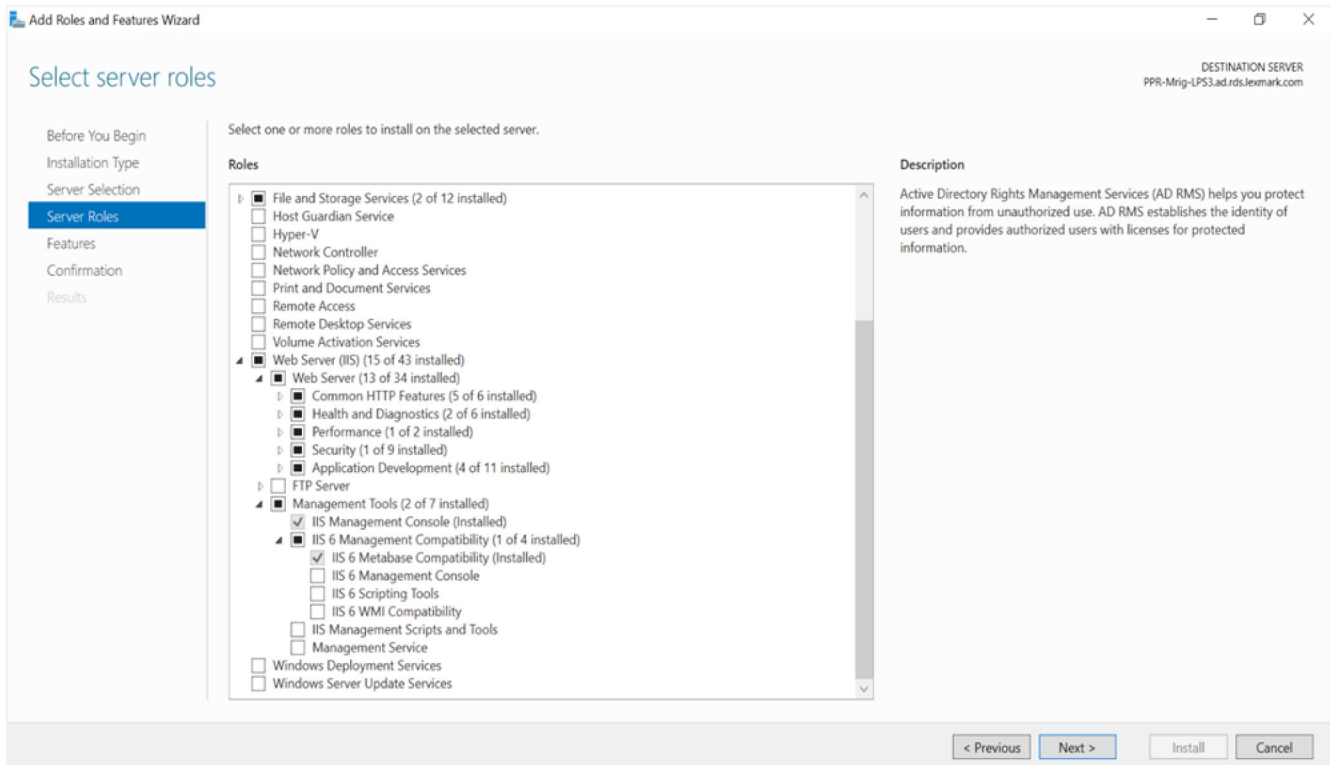 Add Roles and Features Wizard
Select server roles
DESTINATION SERVER
PPR-Mrig-LPS3.ad.rds.lexmark.com
Before You Begin
Installation Type
Server Selection
Server Roles
Features
Confirmation
Results
Select one or more roles to install on the selected server.
Roles
File and Storage Services (2 of 12 installed)
Host Guardian Service
Hyper-V
Network Controller
Network Policy and Access Services
Print and Document Services
Remote Access
Remote Desktop Services
Volume Activation Services
Web Server (IIS) (15 of 43 installed)
Web Server (13 of 34 installed)
Common HTTP Features (5 of 6 installed)
Health and Diagnostics (2 of 6 installed)
Performance (1 of 2 installed)
Security (1 of 9 installed)
Application Development (4 of 11 installed)
FTP Server
Management Tools (2 of 7 installed)
IIS Management Console (Installed)
IIS 6 Management Compatibility (1 of 4 installed)
IIS 6 Metabase Compatibility (Installed)
IIS 6 Management Console
IIS 6 Scripting Tools
IIS 6 WMI Compatibility
IIS Management Scripts and Tools
Management Service
Windows Deployment Services
Windows Server Update Services
Description
Active Directory Rights Management Services (AD RMS) helps you protect
information from unauthorized use. AD RMS establishes the identity of
users and provides authorized users with licenses for protected
information.
< Previous
Next >
Install
Cancel